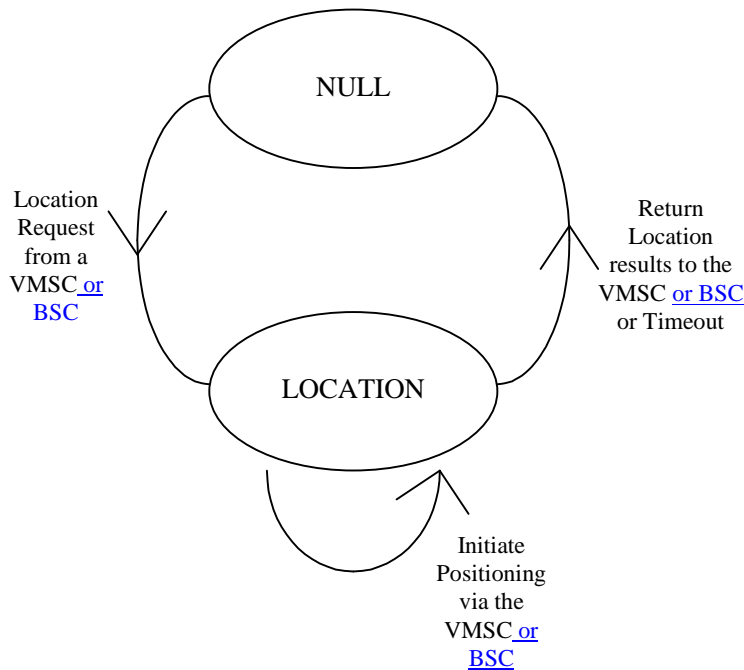 NULL
Location
Request
from a
VMSC or
BSC
Return
Location
results to the
VMSC or BSC
or Timeout
LOCATION
Initiate
Positioning
via the
VMSC or
BSC